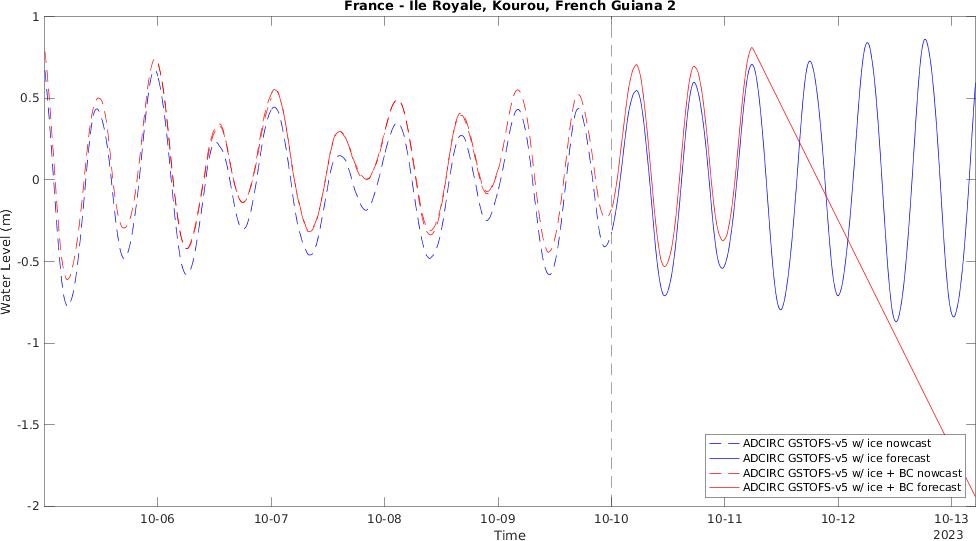 France - Ile Royale, Kourou, French Guiana 2
Water Level (m)
1
0.5
0
-0.5
-1
-1.5
-2
10-06
10-07
10-08
10-09
10-10
10-11
10-12
10-13
2023
Time
ADCIRC GSTOFS-v5 w/ ice nowcast
ADCIRC GSTOFS-v5 w/ ice forecast
ADCIRC GSTOFS-v5 w/ ice + BC nowcast
ADCIRC GSTOFS-v5 w/ ice + BC forecast